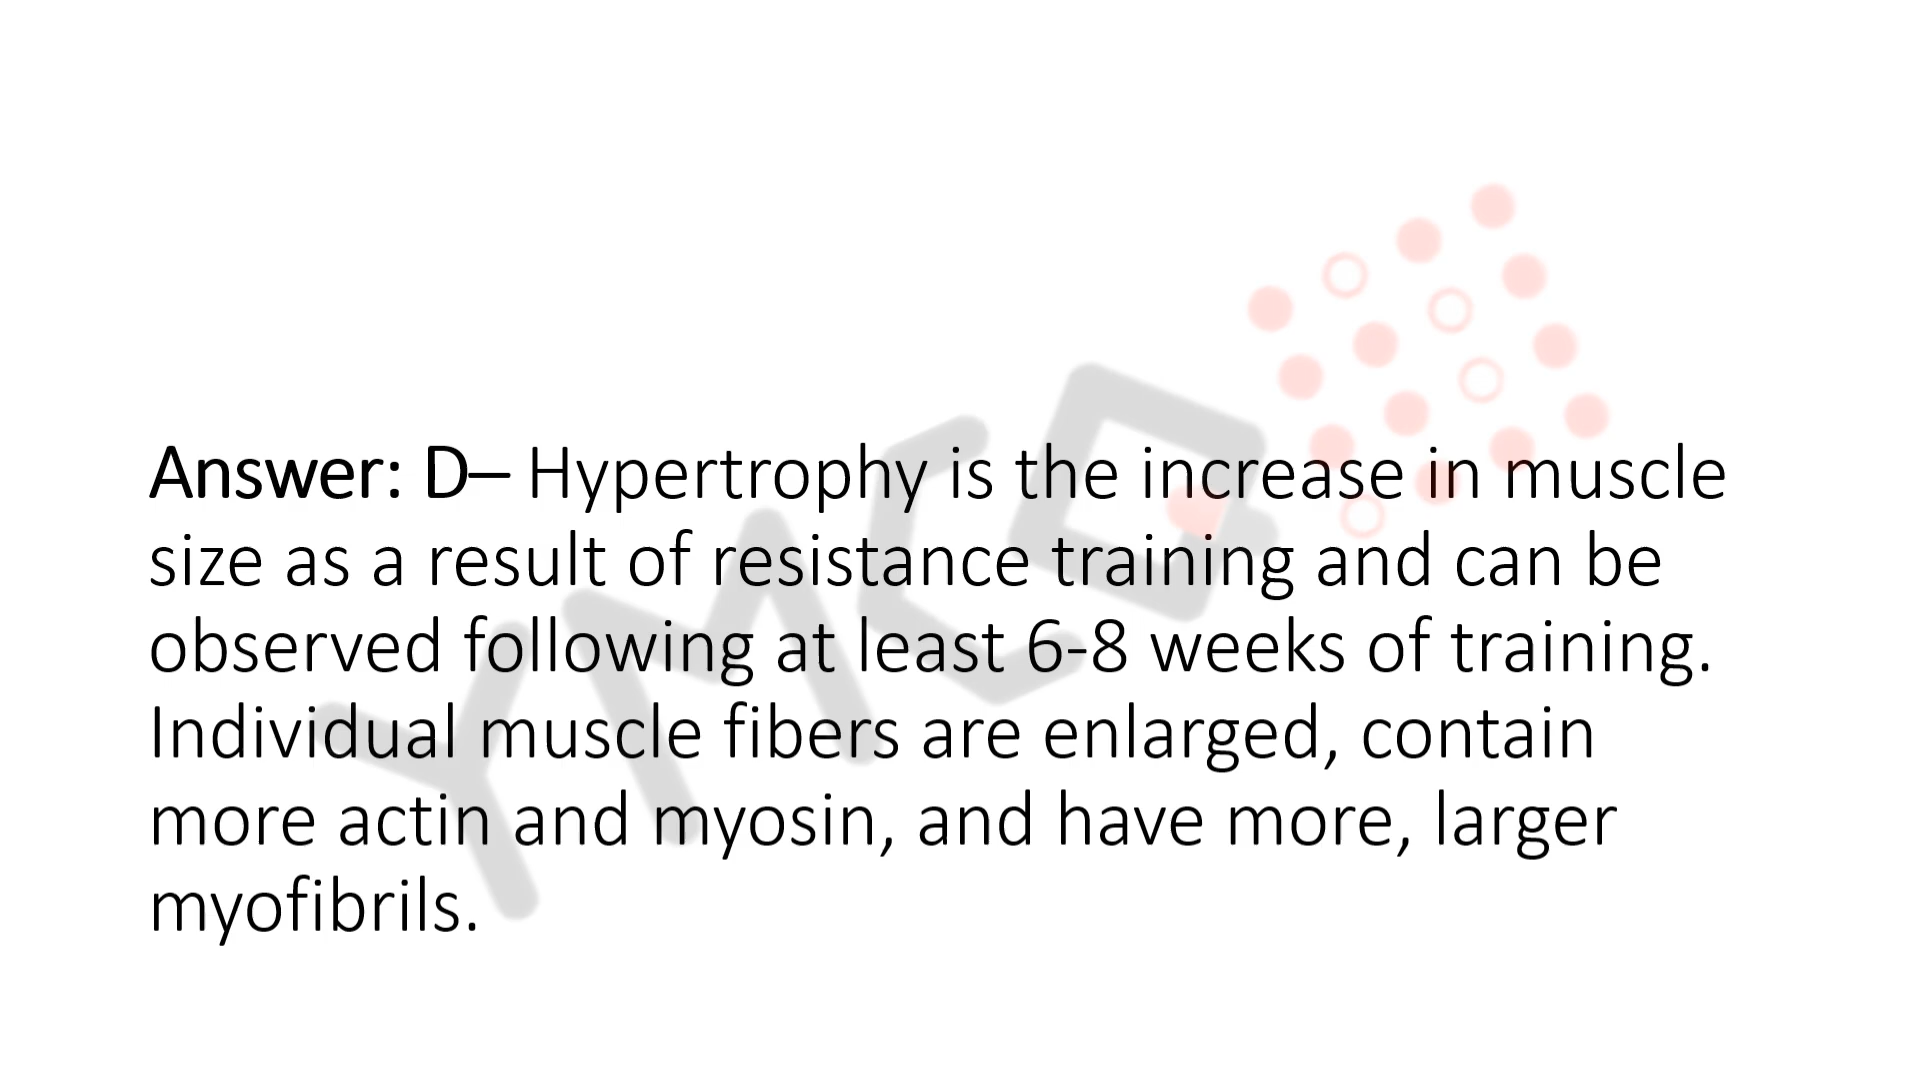 Answer: D– Hypertrophy is the increase in muscle
size as a result of resistance training and can be
observed following at least 6-8 weeks of training.
Individual muscle fibers are enlarged, contain
more actin and myosin, and have more, larger
myofibrils.
YMCD